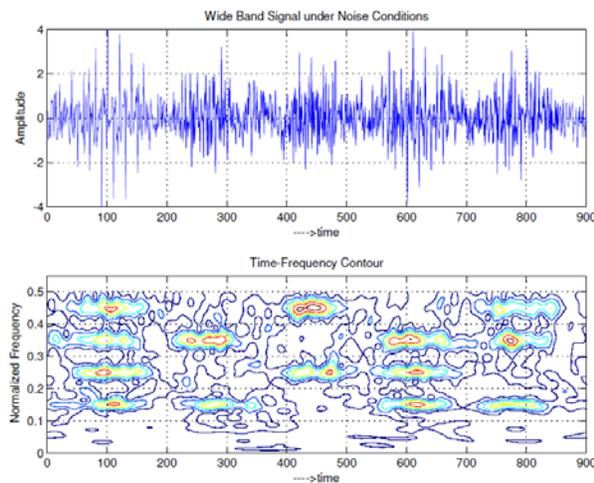 Wide Band Signal under Noise Conditions
4
2
0
-2
-4
Amplitude
0 100 200 300 400 500 600 700 800 900
---->time
Time-Frequency Contour
0.5
0.4
0.3
0.2
0.1
0
Normalized Frequency
0 100 200 300 400 500 600 700 800 900
---->time